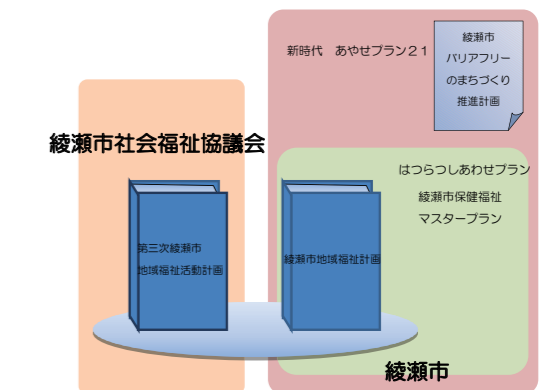 新時代 あやせプラン２１
綾瀬市
バリアフリー
のまちづくり
推進計画
綾瀬市社会福祉協議会
はつらつしあわせプラン
綾瀬市保健福祉
マスタープラン
第三次綾瀬市
地域福祉活動計画
綾瀬市地域福祉計画
綾瀬市